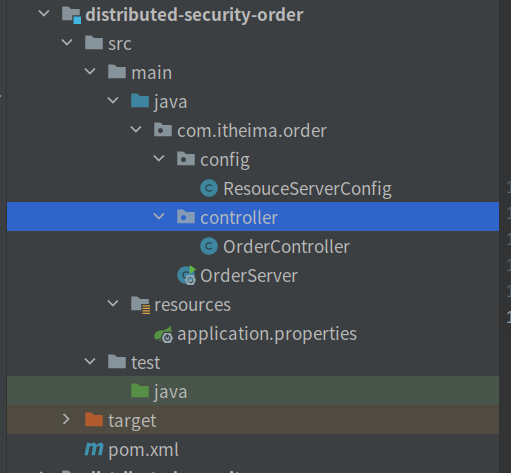 distributed-security-order
src
main
java
com.itheima.order
config
ResouceServerConfig
controller
OrderController
OrderServer
resources
application.properties
test
java
target
pom.xml